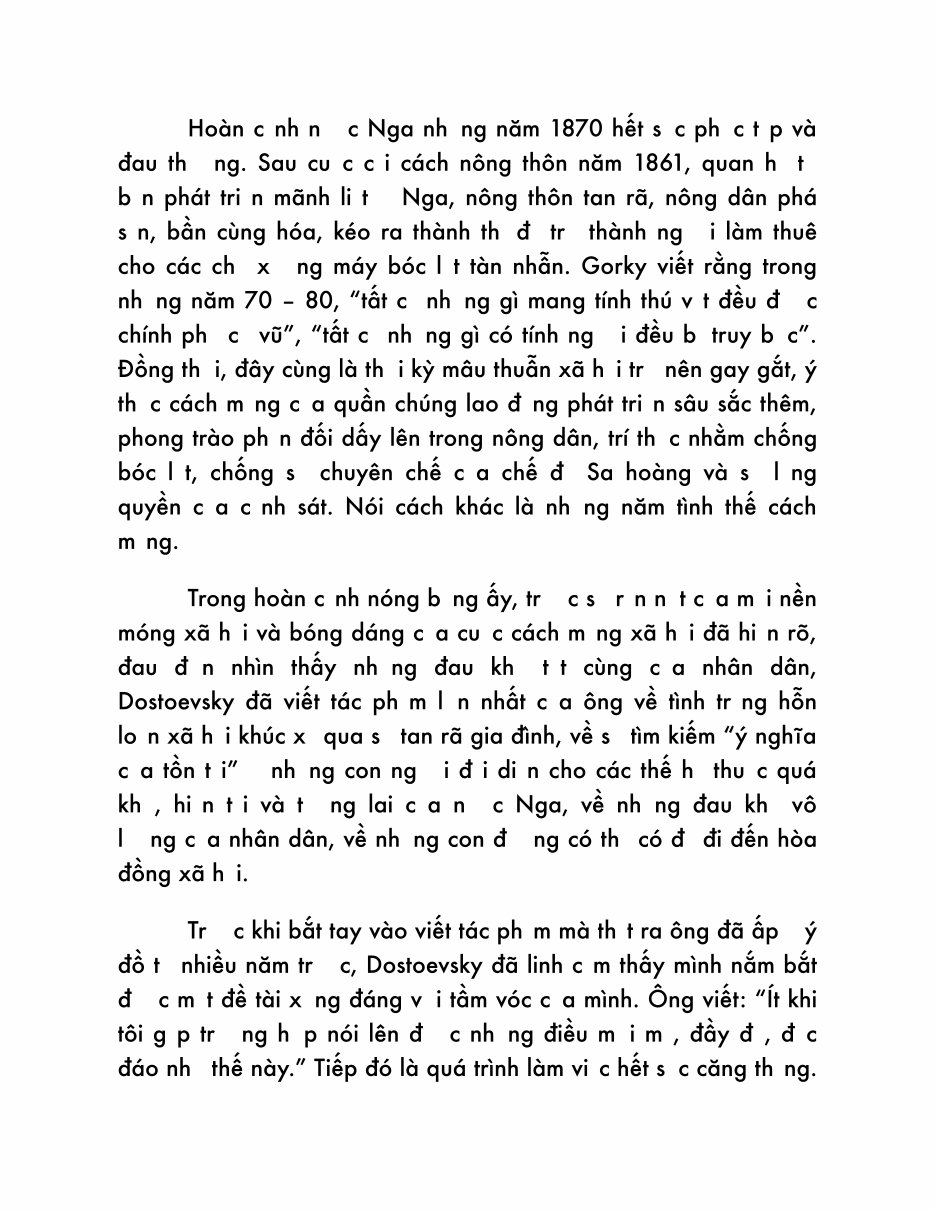 Hoàn c nh n   c Nga nh ng năm 1870 hết s c ph c t p và
đau th   ng. Sau cu c c i cách nông thôn năm 1861, quan h  t
b n phát tri n mãnh li t   Nga, nông thôn tan rã, nông dân phá
s n, bần cùng hóa, kéo ra thành th  đ  tr  thành ng   i làm thuê
cho các ch  x   ng máy bóc l t tàn nhẫn. Gorky viết rằng trong
nh ng năm 70 – 80, “tất c  nh ng gì mang tính thú v t đều đ   c
chính ph  c  vũ”, “tất c  nh ng gì có tính ng   i đều b  truy b c”.
Đồng th i, đây cùng là th i kỳ mâu thuẫn xã h i tr  nên gay gắt, ý
th c cách m ng c a quần chúng lao đ ng phát tri n sâu sắc thêm,
phong trào ph n đối dấy lên trong nông dân, trí th c nhằm chống
bóc l t, chống s  chuyên chế c a chế đ  Sa hoàng và s  l ng
quyền c a c nh sát. Nói cách khác là nh ng năm tình thế cách
m ng.
Trong hoàn c nh nóng b ng ấy, tr   c s  r n n t c a m i nền
móng xã h i và bóng dáng c a cu c cách m ng xã h i đã hi n rõ,
đau đ n nhìn thấy nh ng đau kh  t t cùng c a nhân dân,
Dostoevsky đã viết tác ph m l n nhất c a ông về tình tr ng hỗn
lo n xã h i khúc x  qua s  tan rã gia đình, về s  tìm kiếm “ý nghĩa
c a tồn t i”   nh ng con ng   i đ i di n cho các thế h  thu c quá
kh , hi n t i và t   ng lai c a n   c Nga, về nh ng đau kh  vô
l   ng c a nhân dân, về nh ng con đ   ng có th  có đ  đi đến hòa
đồng xã h i.
Tr   c khi bắt tay vào viết tác ph m mà th t ra ông đã ấp   ý
đồ t  nhiều năm tr   c, Dostoevsky đã linh c m thấy mình nắm bắt
đ   c m t đề tài x ng đáng v i tầm vóc c a mình. Ông viết: “Ít khi
tôi g p tr   ng h p nói lên đ   c nh ng điều m i m , đầy đ , đ c
đáo nh  thế này.” Tiếp đó là quá trình làm vi c hết s c căng th ng.